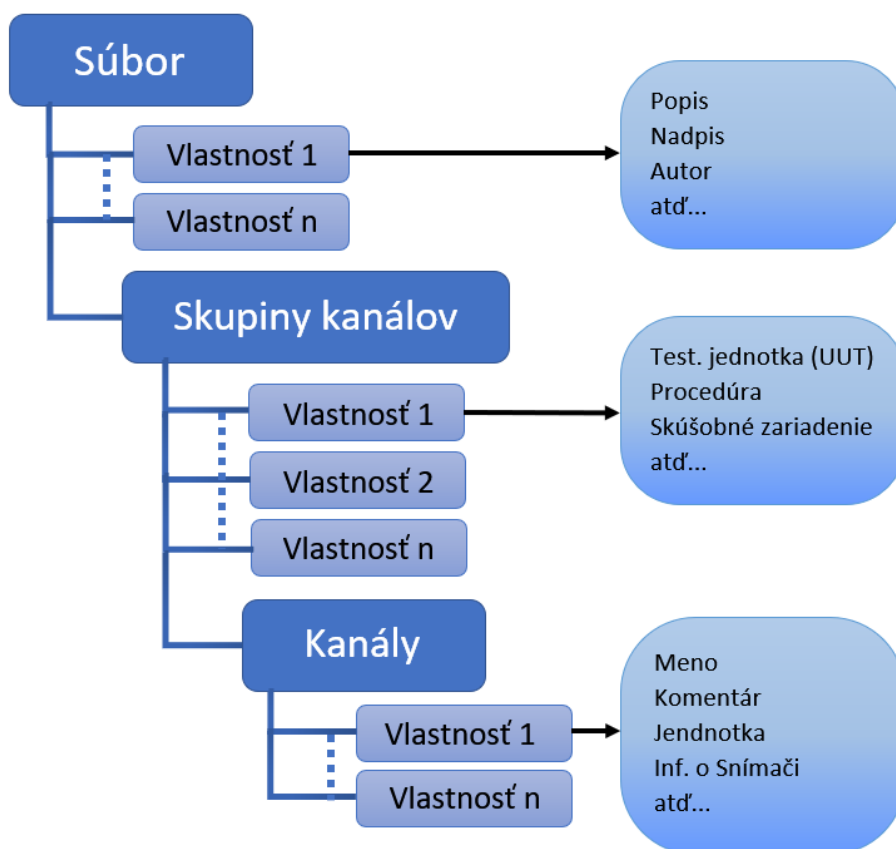 Súbor
Vlastnosť 1
Vlastnosť n
Popis
Nadpis
Autor
atď...
Skupiny kanálov
Vlastnosť 1
Vlastnosť 2
Vlastnosť n
Test. jednotka (UUT)
Procedúra
Skúšobné zariadenie
atď...
Kanály
Vlastnosť 1
Vlastnosť n
Meno
Komentár
Jendnotka
Inf. o Snímači
atď...